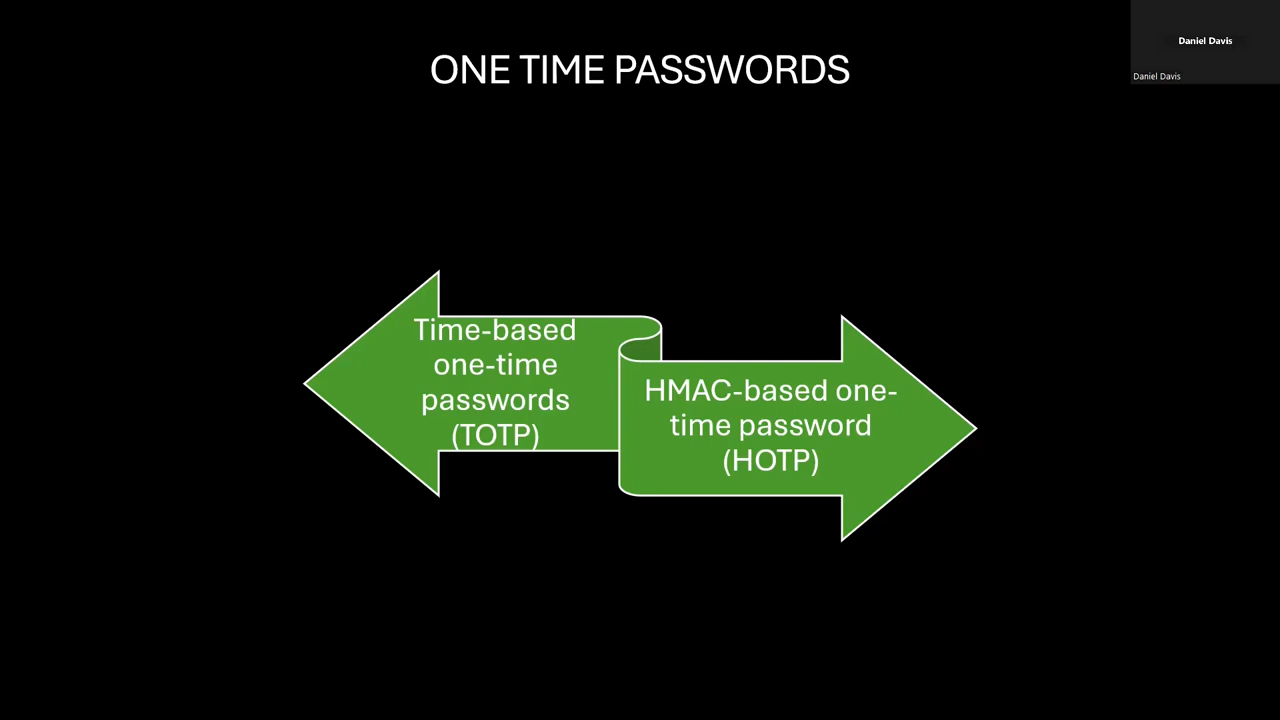 ONE TIME PASSWORDS
Daniel Davis
Daniel Davis
Time-based
one-time
passwords
(TOTP)
HMAC-based one-
time password
(HOTP)